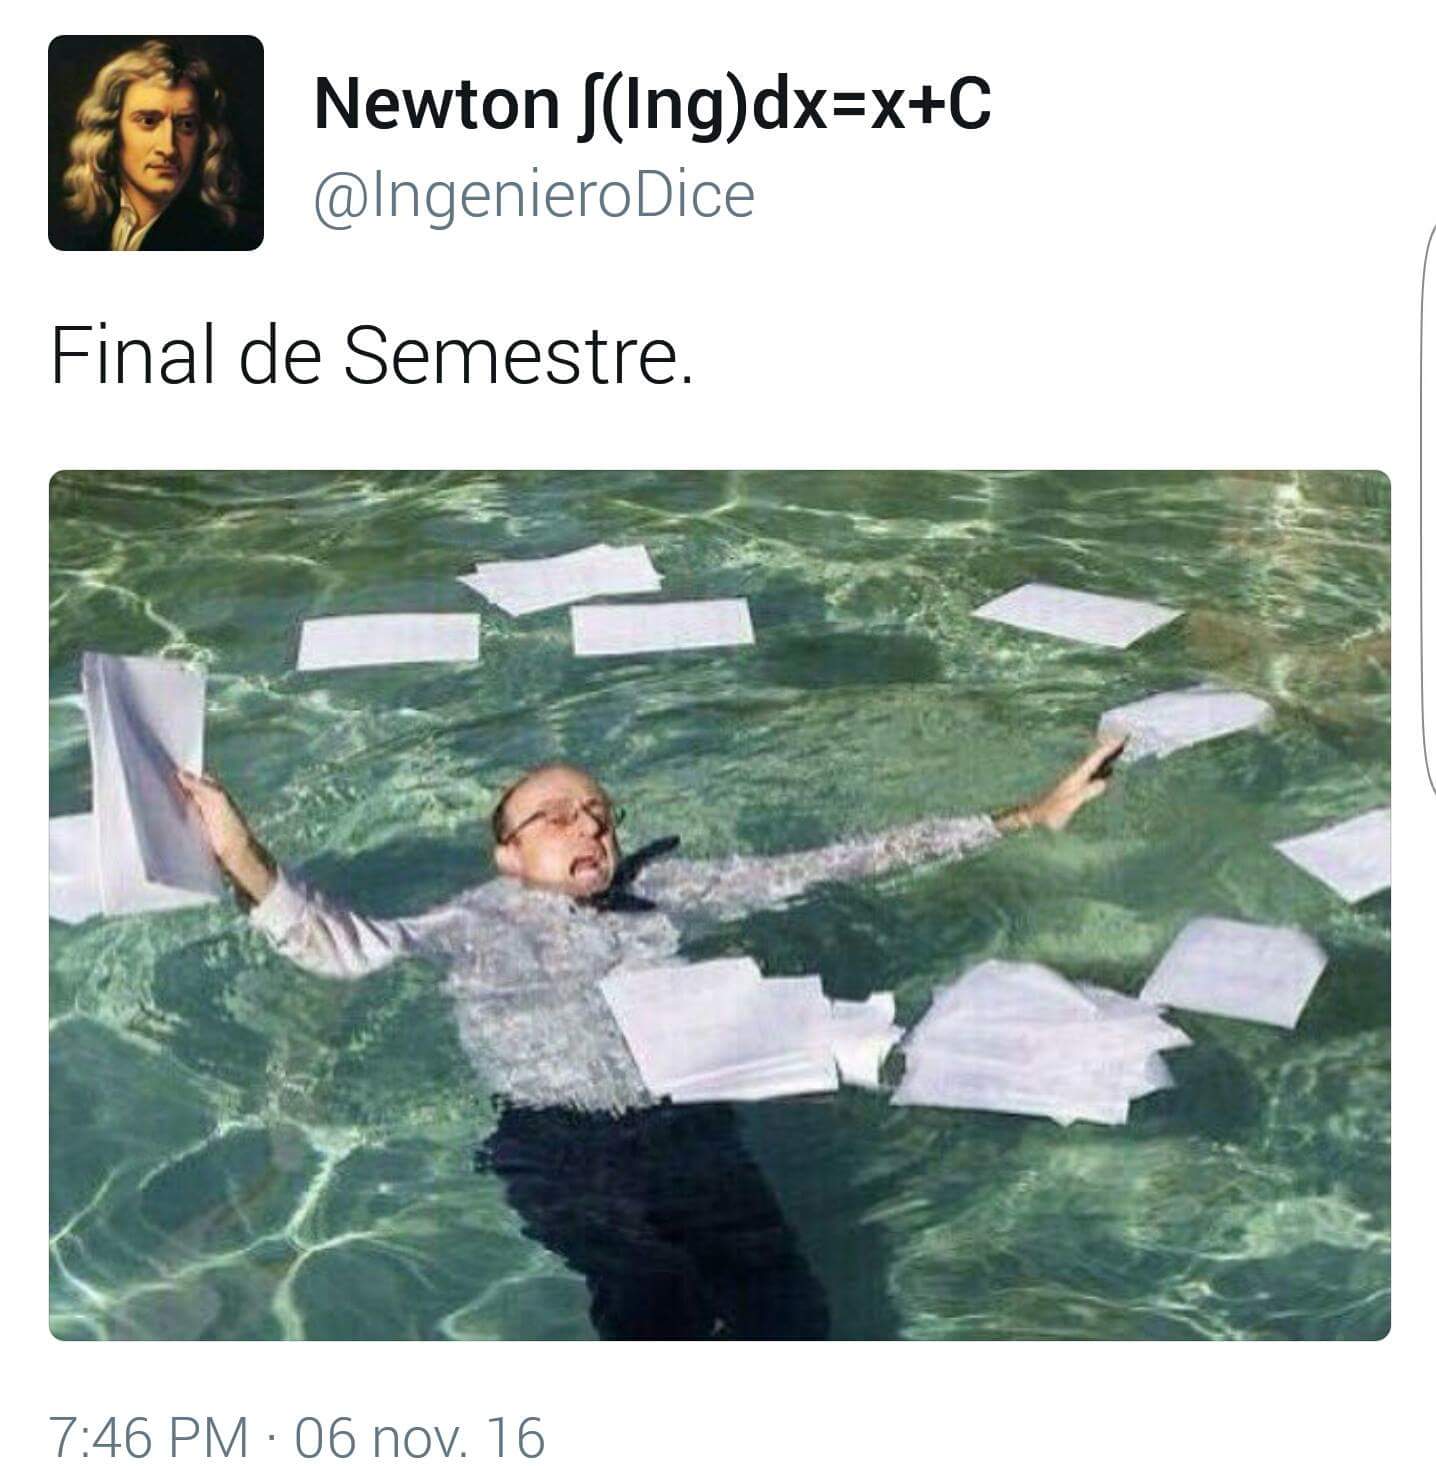 Newton ∫(Ing)dx=x+C
@IngenieroDice
Final de Semestre.
7:46 PM · 06 nov. 16